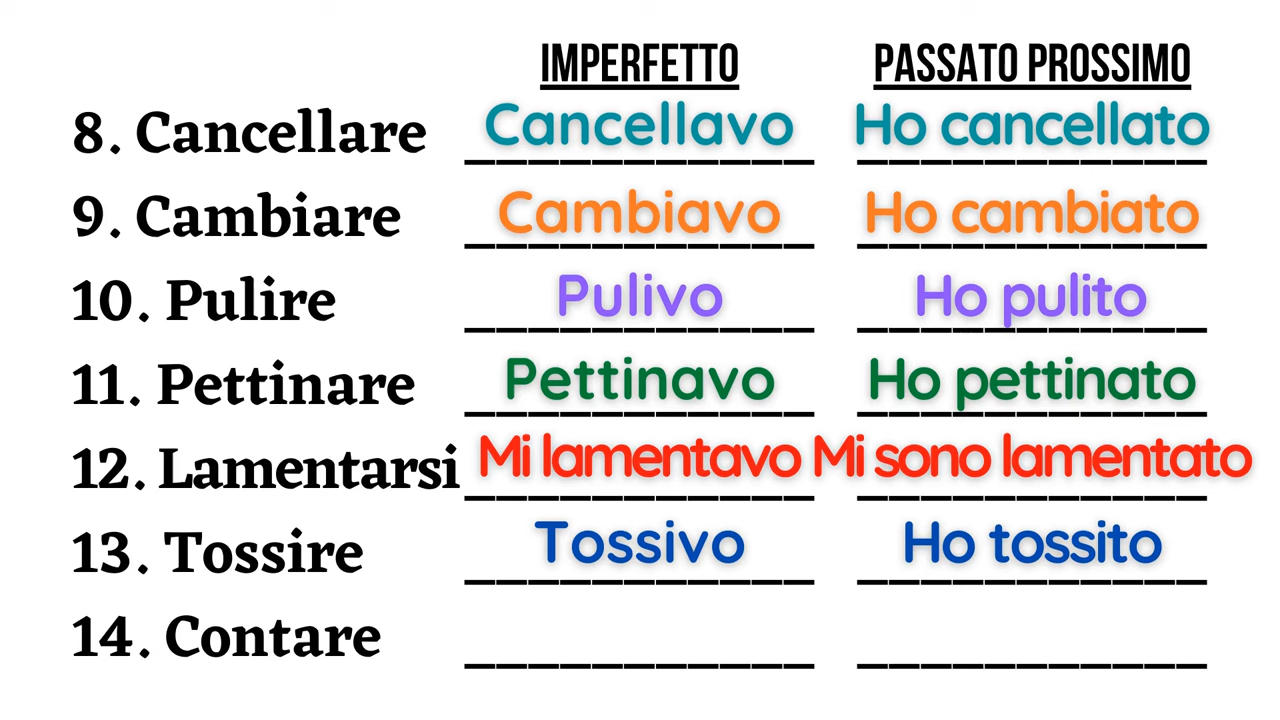 IMPERFETTO PASSATO PROSSIMO
8. Cancellare Cancellavo Ho cancellato
9. Cambiare Cambiavo Ho cambiato
10. Pulire Pulivo Ho pulito
11. Pettinare Pettinavo Ho pettinato
12. Lamentarsi Mi lamentavo Mi sono lamentato
13. Tossire Tossivo Ho tossito
14. Contare